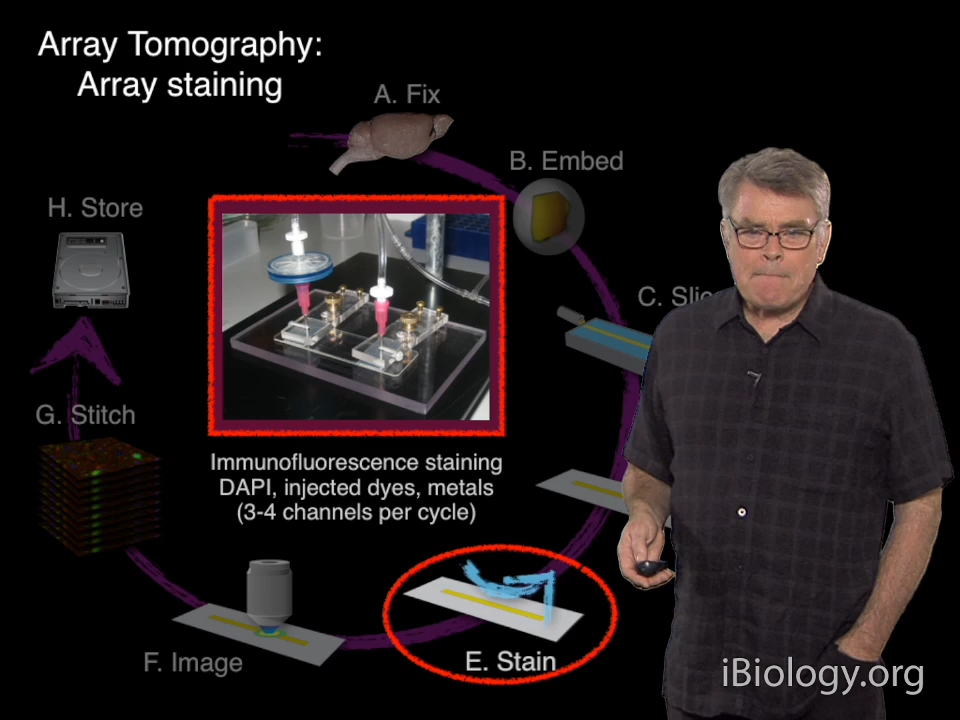 Array Tomography:
Array staining
A. Fix
B. Embed
H. Store
C. Slic
G. Stitch
Immunofluorescence staining
DAPI, injected dyes, metals
(3-4 channels per cycle)
F. Image
E. Stain
iBiology.org